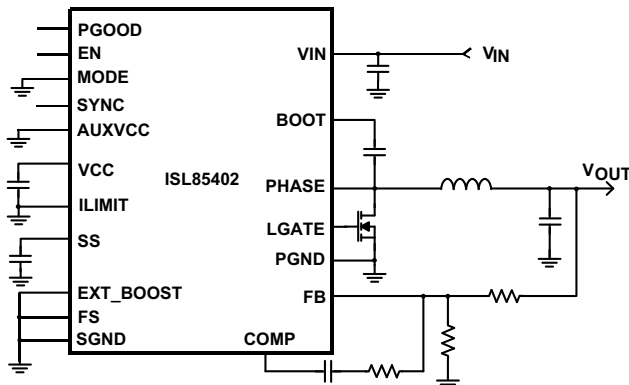 PGOOD
EN
MODE
SYNC
AUXVCC
VCC
ILIMIT
SS
EXT_BOOST
FS
SGND
ISL85402
VIN
BOOT
PHASE
LGATE
PGND
FB
COMP
VIN
VOUT